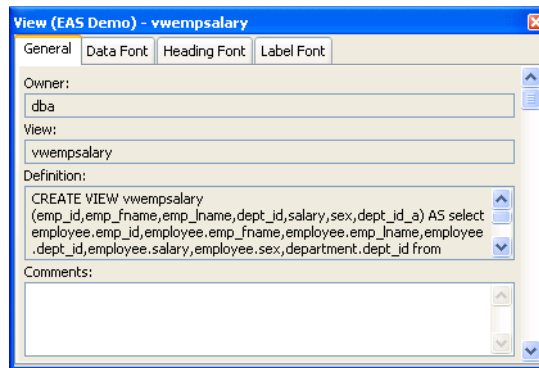 View (EAS Demo) - vwempsalary
General Data Font Heading Font Label Font
Owner:
dba
View:
vwempsalary
Definition:
CREATE VIEW vwempsalary
(emp_id,emp_fname,emp_lname,dept_id,salary,sex,dept_id_a) AS select
employee.emp_id,employee.emp_fname,employee.emp_lname,employee
.dept_id,employee.salary,employee.sex,department.dept_id from
Comments: